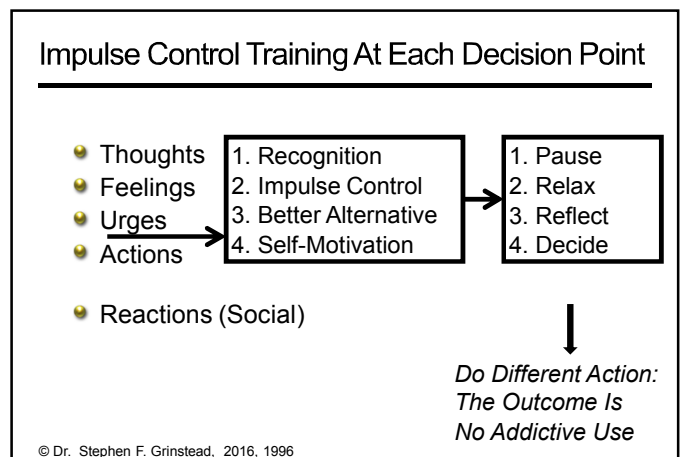 Impulse Control Training At Each Decision Point
Thoughts
Feelings
Urges
Actions
Reactions (Social)
1. Recognition
2. Impulse Control
3. Better Alternative
4. Self-Motivation
1. Pause
2. Relax
3. Reflect
4. Decide
Do Different Action:
The Outcome Is
No Addictive Use
© Dr. Stephen F. Grinstead, 2016, 1996